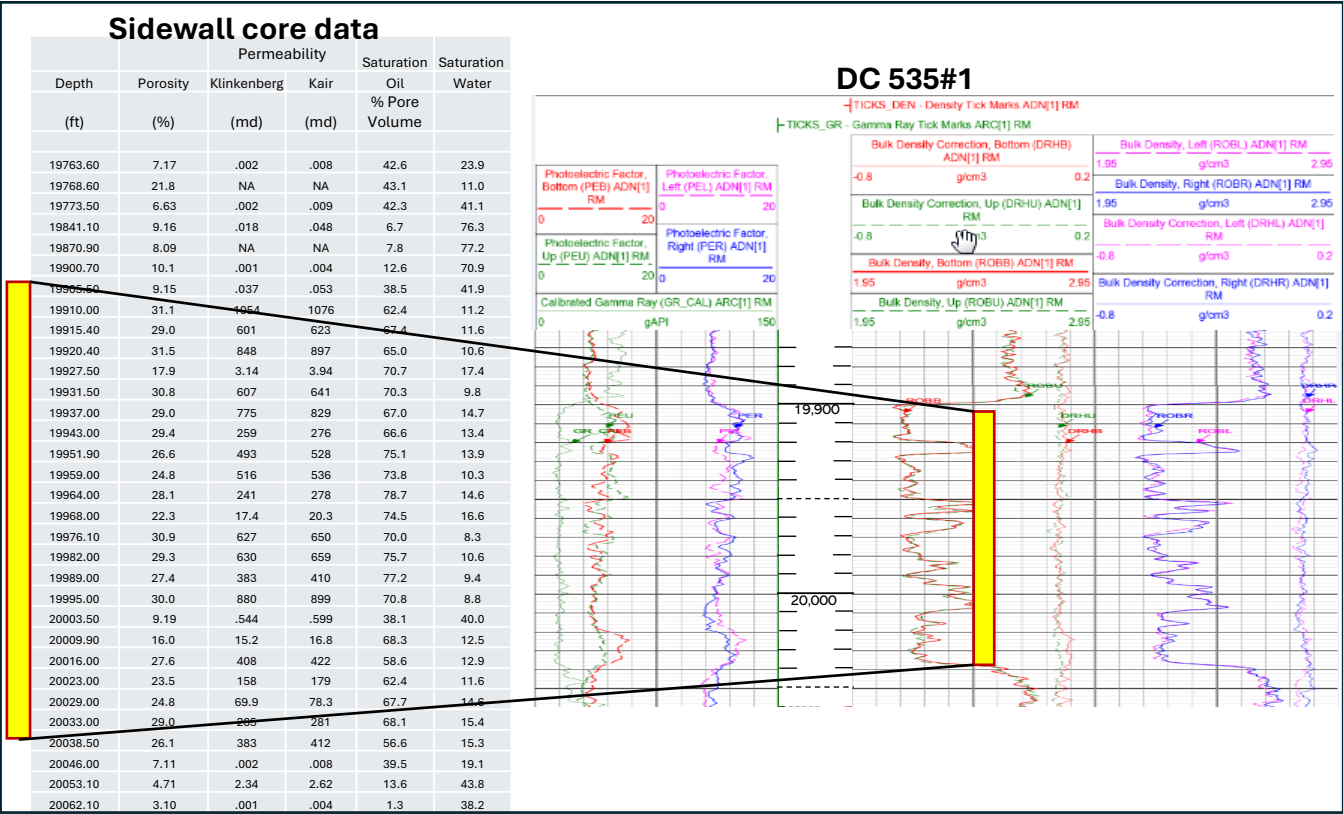 Sidewall core data
Permeability
Saturation Saturation
Depth Porosity Klinkenberg Kair Oil Water
(ft) (%) (md) (md) % Pore Volume
19763.60 7.17 .002 .008 42.6 23.9
19768.60 21.8 NA NA 43.1 11.0
19773.50 6.63 .002 .009 42.3 41.1
19841.10 9.16 .018 .048 6.7 76.3
19870.90 8.09 NA NA 7.8 77.2
19900.70 10.1 .001 .004 12.6 70.9
19905.50 9.15 .037 .053 38.5 41.9
19910.00 31.1 1054 1076 62.4 11.2
19915.40 29.0 601 623 67.4 11.6
19920.40 31.5 848 897 65.0 10.6
19927.50 17.9 3.14 3.94 70.7 17.4
19931.50 30.8 607 641 70.3 9.8
19937.00 29.0 775 829 67.0 14.7
19943.00 29.4 259 276 66.6 13.4
19951.90 26.6 493 528 75.1 13.9
19959.00 24.8 516 536 73.8 10.3
19964.00 28.1 241 278 78.7 14.6
19968.00 22.3 17.4 20.3 74.5 16.6
19976.10 30.9 627 650 70.0 8.3
19982.00 29.3 630 659 75.7 10.6
19989.00 27.4 383 410 77.2 9.4
19995.00 30.0 880 899 70.8 8.8
20003.50 9.19 .544 .599 38.1 40.0
20009.90 16.0 15.2 16.8 68.3 12.5
20016.00 27.6 408 422 58.6 12.9
20023.00 23.5 158 179 62.4 11.6
20029.00 24.8 69.9 78.3 67.7 14.6
20033.00 29.0 265 281 68.1 15.4
20038.50 26.1 383 412 56.6 15.3
20046.00 7.11 .002 .008 39.5 19.1
20053.10 4.71 2.34 2.62 13.6 43.8
20062.10 3.10 .001 .004 1.3 38.2
DC 535#1
TICKS_DEN - Density Tick Marks ADN[1] RM
TICKS_GR - Gamma Ray Tick Marks ARC[1] RM
Photoelectric Factor,
Bottom (PEB) ADN[1]
RM
0 20
Photoelectric Factor,
Up (PEU) ADN[1] RM
0 20
Photoelectric Factor,
Left (PEL) ADN[1] RM
0 20
Photoelectric Factor,
Right (PER) ADN[1]
RM
0 20
Calibrated Gamma Ray (GR_CAL) ARC[1] RM
0 gAPI 150
Bulk Density Correction, Bottom (DRHB)
ADN[1] RM
-0.8 g/cm3 0.2
Bulk Density Correction, Up (DRHU) ADN[1]
RM
-0.8 0.2
Bulk Density, Bottom (ROBB) ADN[1] RM
1.95 g/cm3 2.95
Bulk Density, Up (ROBU) ADN[1] RM
1.95 g/cm3 2.95
Bulk Density, Left (ROBL) ADN[1] RM
1.95 g/cm3 2.95
Bulk Density, Right (ROBR) ADN[1] RM
1.95 g/cm3 2.95
Bulk Density Correction, Left (DRHL) ADN[1]
RM
-0.8 g/cm3 0.2
Bulk Density Correction, Right (DRHR) ADN[1]
RM
-0.8 g/cm3 0.2
ROBU
DRHR
ROBB
19,900
DRHL
PEU
PER
DRHU
ROBR
DRHB
ROBL
20,000